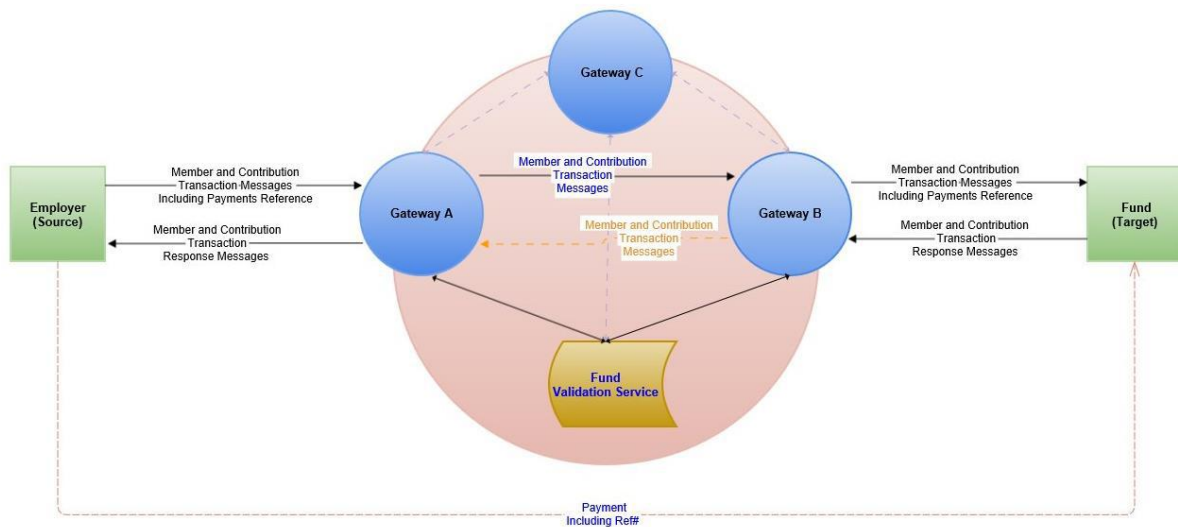 Gateway C
Member and Contribution
Transaction Messages
Including Payments Reference
Member and Contribution
Transaction
Messages
Member and Contribution
Transaction Messages
Including Payments Reference
Employer
(Source)
Gateway A
Gateway B
Fund
(Target)
Member and Contribution
Transaction
Response Messages
Member and Contribution
Transaction
Messages
Member and Contribution
Transaction
Response Messages
Fund
Validation Service
Payment
Including Ref#